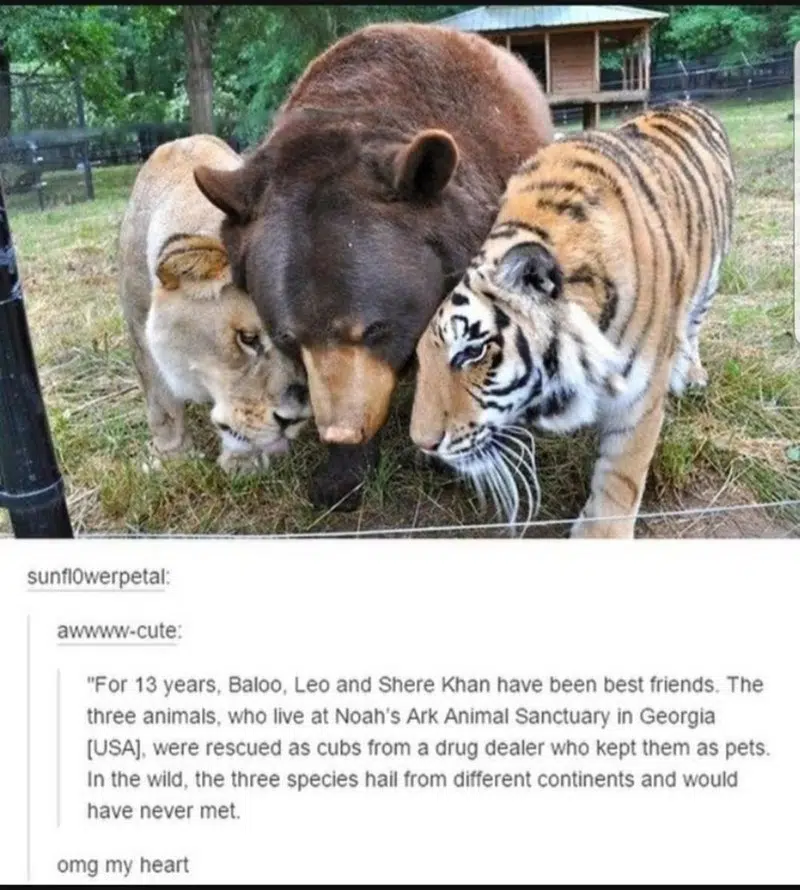 sunfl0werpetal:
awwww-cute:
"For 13 years, Baloo, Leo and Shere Khan have been best friends. The
three animals, who live at Noah's Ark Animal Sanctuary in Georgia
[USA], were rescued as cubs from a drug dealer who kept them as pets.
In the wild, the three species hail from different continents and would
have never met.
omg my heart